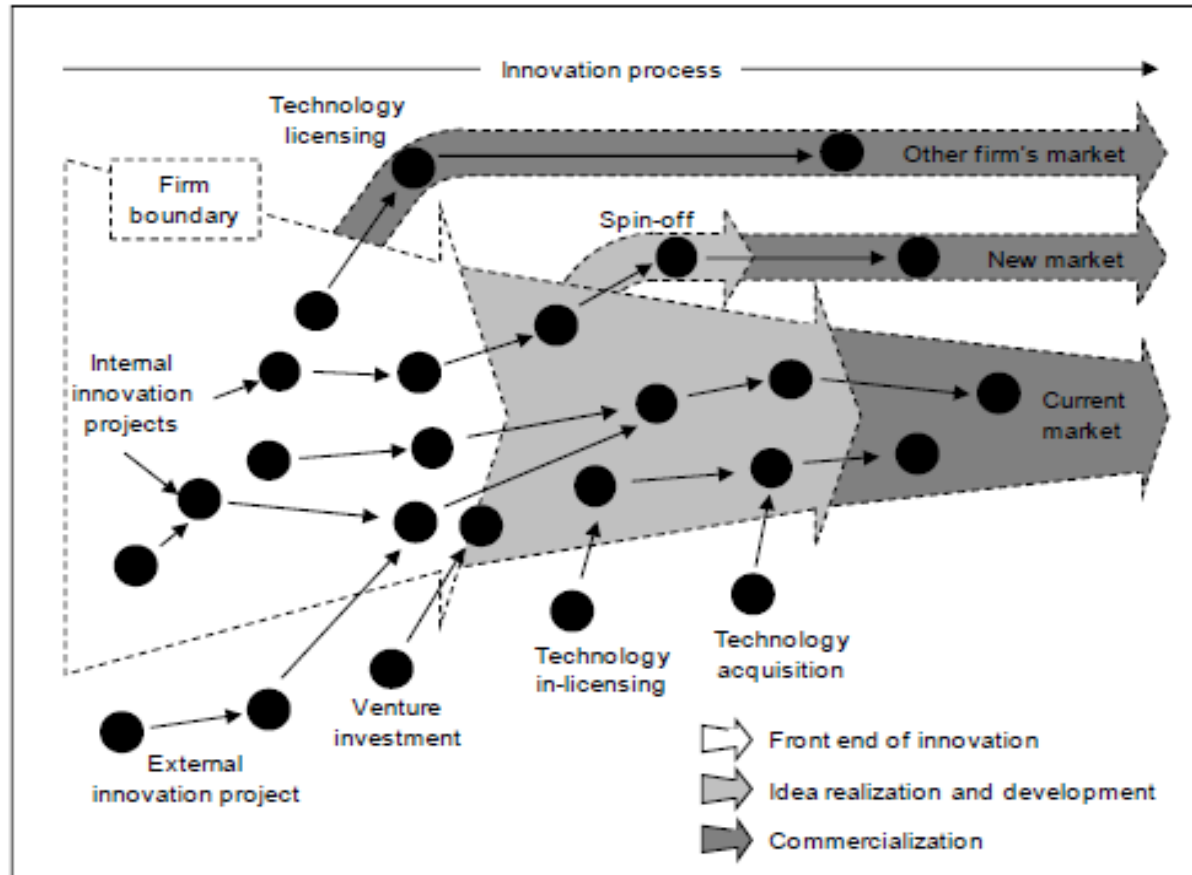 Innovation process
Technology
licensing
Other firm's market
Firm
boundary
Spin-off
New market
Internal
innovation
projects
Current
market
Technology
in-licensing
Technology
acquisition
Venture
investment
External
innovation project
Front end of innovation
Idea realization and development
Commercialization